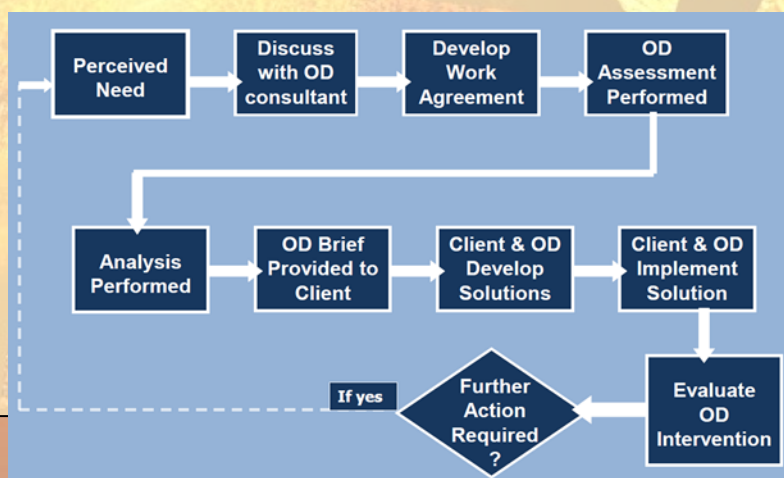 Perceived
Need
Discuss
with OD
consultant
Develop
Work
Agreement
OD
Assessment
Performed
Analysis
Performed
OD Brief
Provided to
Client
Client & OD
Develop
Solutions
Client & OD
Implement
Solution
Evaluate
OD
Intervention
Further
Action
Required
?
If yes